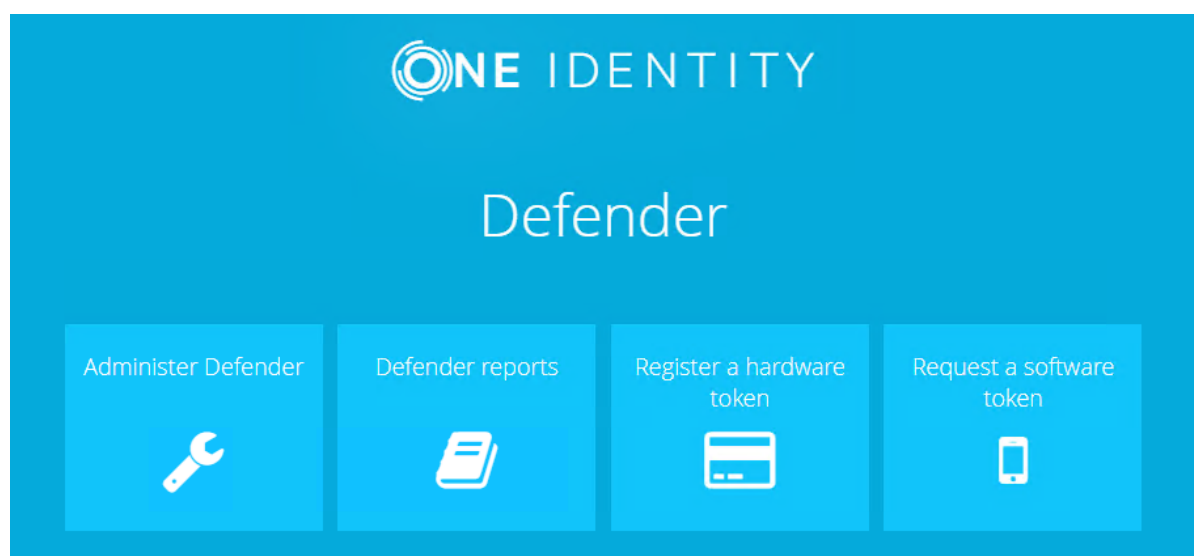 ONE IDENTITY
Defender
Administer Defender
Defender reports
Register a hardware
token
Request a software
token